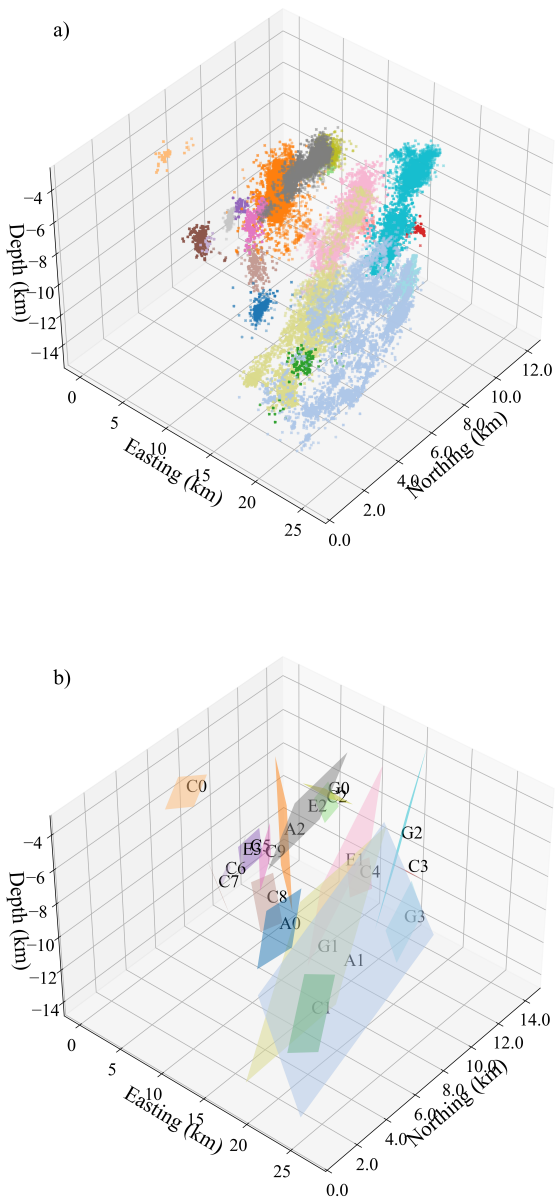 a)
−4
−6
−8
−10
−12
−14
Depth (km)
0
5
10
15
20
25
Easting (km)
0.0
2.0
4.0
6.0
8.0
10.0
12.0
Northing (km)
b)
C0
G0
C2
E2
A2
G2
C9
C6
C7
C3
C4
C8
A0
G3
G1
A1
C1
−4
−6
−8
−10
−12
−14
Depth (km)
0
5
10
15
20
25
Easting (km)
0.0
2.0
4.0
6.0
8.0
10.0
12.0
14.0
Northing (km)